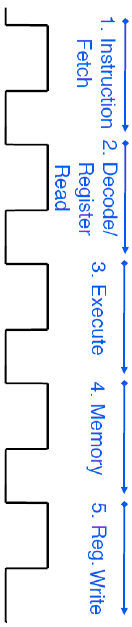 1. Instruction
Fetch
2. Decode/
Register
Read
3. Execute
4. Memory
5. Reg. Write